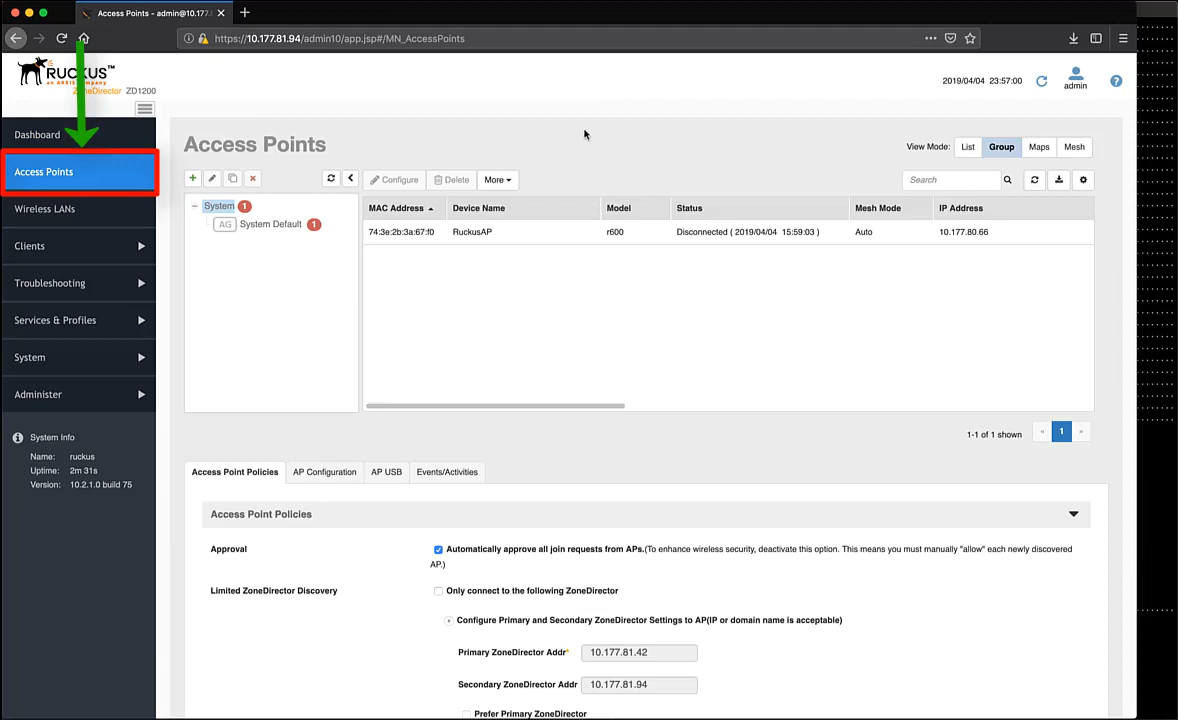 Access Points - admin@10.177.
https://10.177.81.94/admin10/app.jsp#/MN_AccessPoints
RUCKUS™
an ARRIS company
ZoneDirector ZD1200
2019/04/04 23:57:00
admin
Dashboard
Access Points
Wireless LANs
Clients
Troubleshooting
Services & Profiles
System
Administer
System Info
Name: ruckus
Uptime: 2m 31s
Version: 10.2.1.0 build 75
Access Points
View Mode: List Group Maps Mesh
Configure Delete More Search
System 1
AG System Default 1
MAC Address Device Name Model Status Mesh Mode IP Address
74:3e:2b:3a:67:f0 RuckusAP r600 Disconnected ( 2019/04/04 15:59:03 ) Auto 10.177.80.66
1-1 of 1 shown « 1 »
Access Point Policies AP Configuration AP USB Events/Activities
Access Point Policies
Approval
Automatically approve all join requests from APs.(To enhance wireless security, deactivate this option. This means you must manually "allow" each newly discovered
AP.)
Limited ZoneDirector Discovery
Only connect to the following ZoneDirector
Configure Primary and Secondary ZoneDirector Settings to AP(IP or domain name is acceptable)
Primary ZoneDirector Addr* 10.177.81.42
Secondary ZoneDirector Addr 10.177.81.94
Prefer Primary ZoneDirector